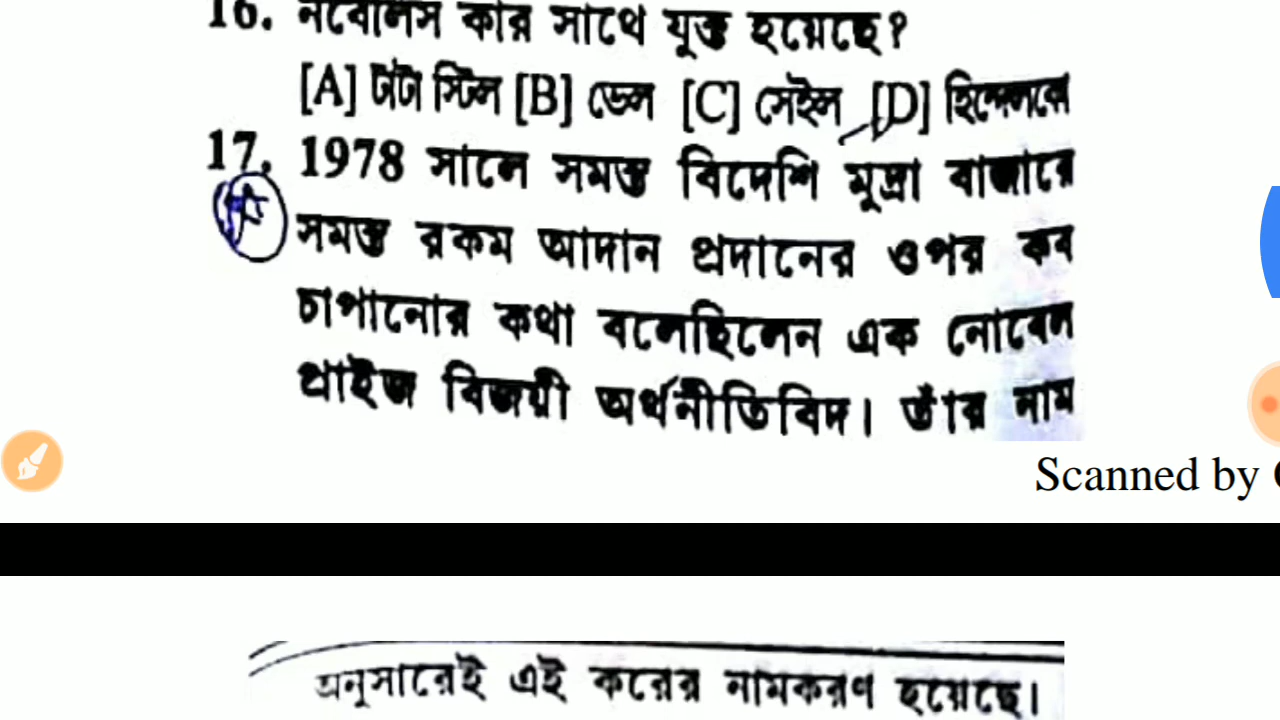 16. নবোলস কার সাথে যুক্ত হয়েছে?
[A] টাটা স্টিল [B] ডেল [C] সেইল [D] হিন্দোলকো
17. 1978 সালে সমস্ত বিদেশি মুদ্রা বাজারে
সমস্ত রকম আদান প্রদানের ওপর কর
চাপানোর কথা বলেছিলেন এক নোবেল
প্রাইজ বিজয়ী অর্থনীতিবিদ। তাঁর নাম
Scanned by
অনুসারেই এই করের নামকরণ হয়েছে।